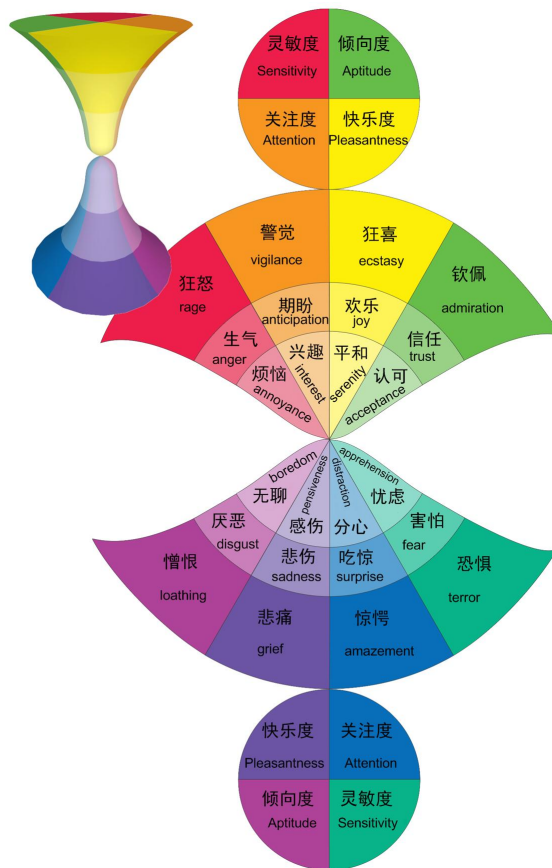 灵敏度
Sensitivity
倾向度
Aptitude
关注度
Attention
快乐度
Pleasantness
狂怒
rage
警觉
vigilance
狂喜
ecstasy
钦佩
admiration
生气
anger
期盼
anticipation
欢乐
joy
信任
trust
烦恼
annoyance
兴趣
interest
平和
serenity
认可
acceptance
boredom
无聊
pensiveness
感伤
distraction
分心
apprehension
忧虑
厌恶
disgust
悲伤
sadness
吃惊
surprise
害怕
fear
憎恨
loathing
悲痛
grief
惊愕
amazement
恐惧
terror
快乐度
Pleasantness
关注度
Attention
倾向度
Aptitude
灵敏度
Sensitivity